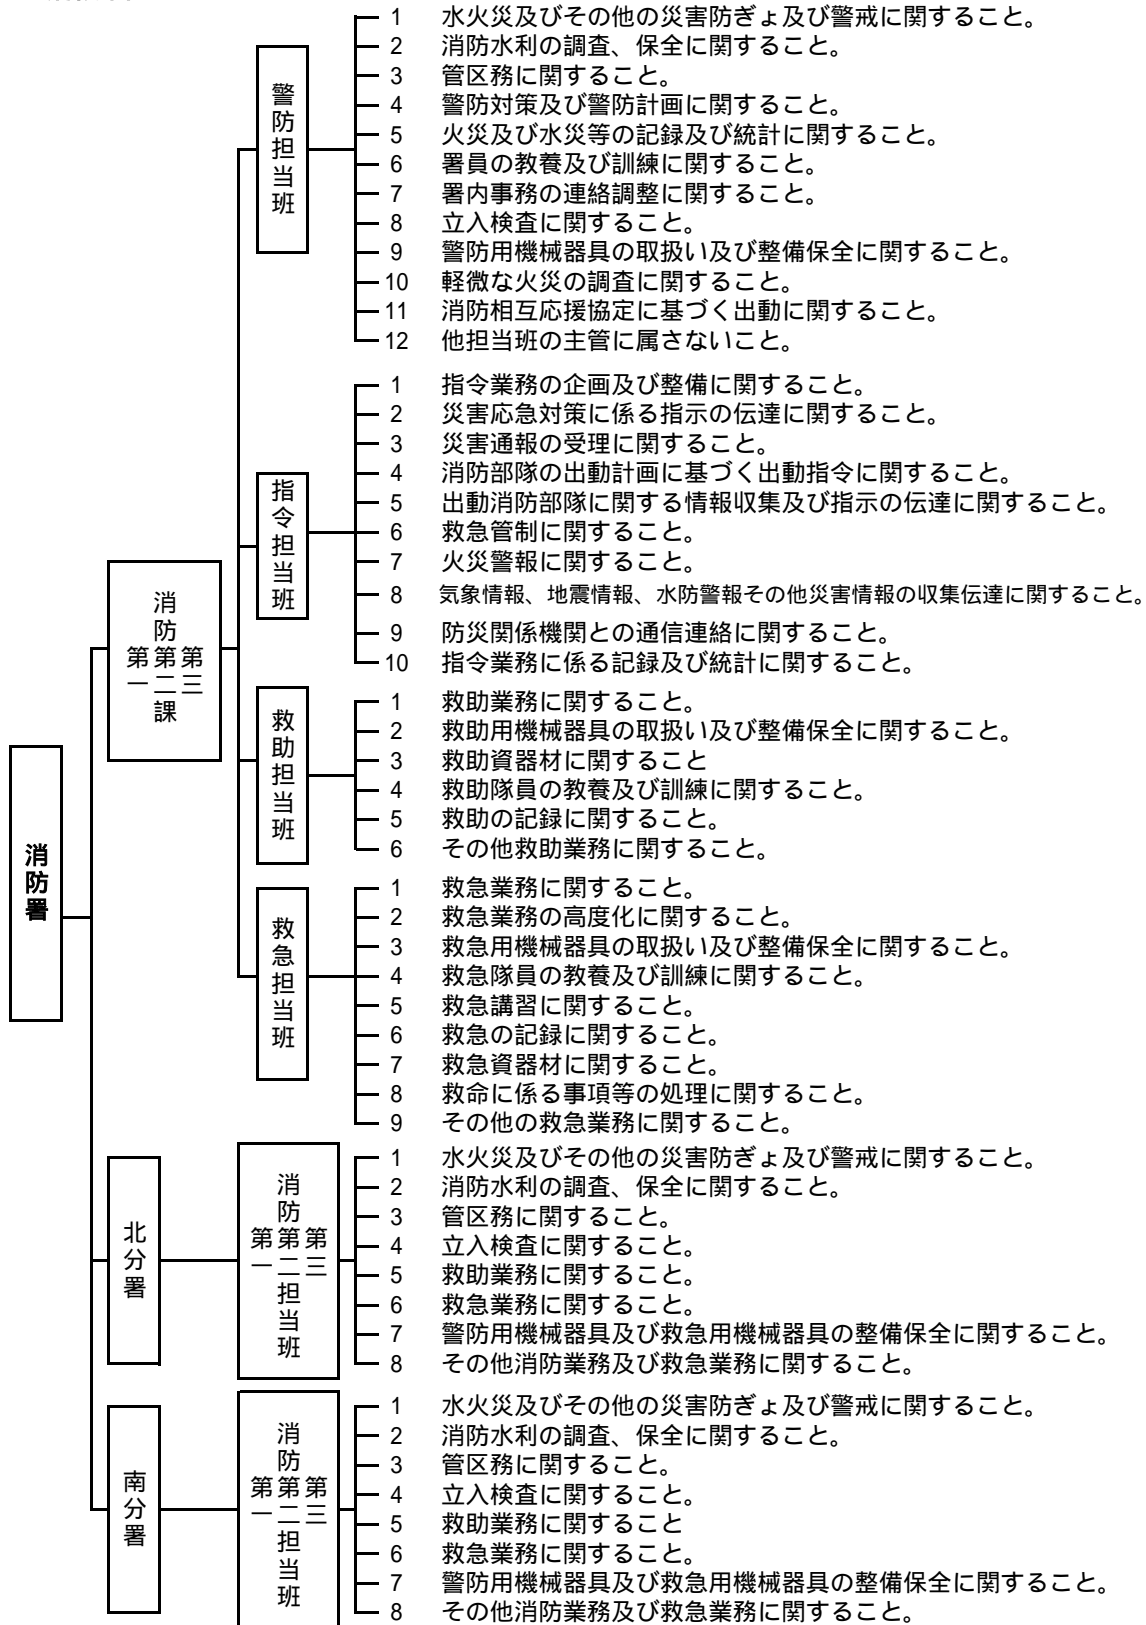 消防署
消防第一第二第三課
警防担当班
1 水火災及びその他の災害防ぎょ及び警戒に関すること。
2 消防水利の調査、保全に関すること。
3 管区務に関すること。
4 警防対策及び警防計画に関すること。
5 火災及び水災等の記録及び統計に関すること。
6 署員の教養及び訓練に関すること。
7 署内事務の連絡調整に関すること。
8 立入検査に関すること。
9 警防用機械器具の取扱い及び整備保全に関すること。
10 軽微な火災の調査に関すること。
11 消防相互応援協定に基づく出動に関すること。
12 他担当班の主管に属さないこと。
指令担当班
1 指令業務の企画及び整備に関すること。
2 災害応急対策に係る指示の伝達に関すること。
3 災害通報の受理に関すること。
4 消防部隊の出動計画に基づく出動指令に関すること。
5 出動消防部隊に関する情報収集及び指示の伝達に関すること。
6 救急管制に関すること。
7 火災警報に関すること。
8 気象情報、地震情報、水防警報その他災害情報の収集伝達に関すること。
9 防災関係機関との通信連絡に関すること。
10 指令業務に係る記録及び統計に関すること。
救助担当班
1 救助業務に関すること。
2 救助用機械器具の取扱い及び整備保全に関すること。
3 救助資器材に関すること
4 救助隊員の教養及び訓練に関すること。
5 救助の記録に関すること。
6 その他救助業務に関すること。
救急担当班
1 救急業務に関すること。
2 救急業務の高度化に関すること。
3 救急用機械器具の取扱い及び整備保全に関すること。
4 救急隊員の教養及び訓練に関すること。
5 救急講習に関すること。
6 救急の記録に関すること。
7 救急資器材に関すること。
8 救命に係る事項等の処理に関すること。
9 その他の救急業務に関すること。
北分署
消防第一第二第三担当班
1 水火災及びその他の災害防ぎょ及び警戒に関すること。
2 消防水利の調査、保全に関すること。
3 管区務に関すること。
4 立入検査に関すること。
5 救助業務に関すること。
6 救急業務に関すること。
7 警防用機械器具及び救急用機械器具の整備保全に関すること。
8 その他消防業務及び救急業務に関すること。
南分署
消防第一第二第三担当班
1 水火災及びその他の災害防ぎょ及び警戒に関すること。
2 消防水利の調査、保全に関すること。
3 管区務に関すること。
4 立入検査に関すること。
5 救助業務に関すること
6 救急業務に関すること。
7 警防用機械器具及び救急用機械器具の整備保全に関すること。
8 その他消防業務及び救急業務に関すること。